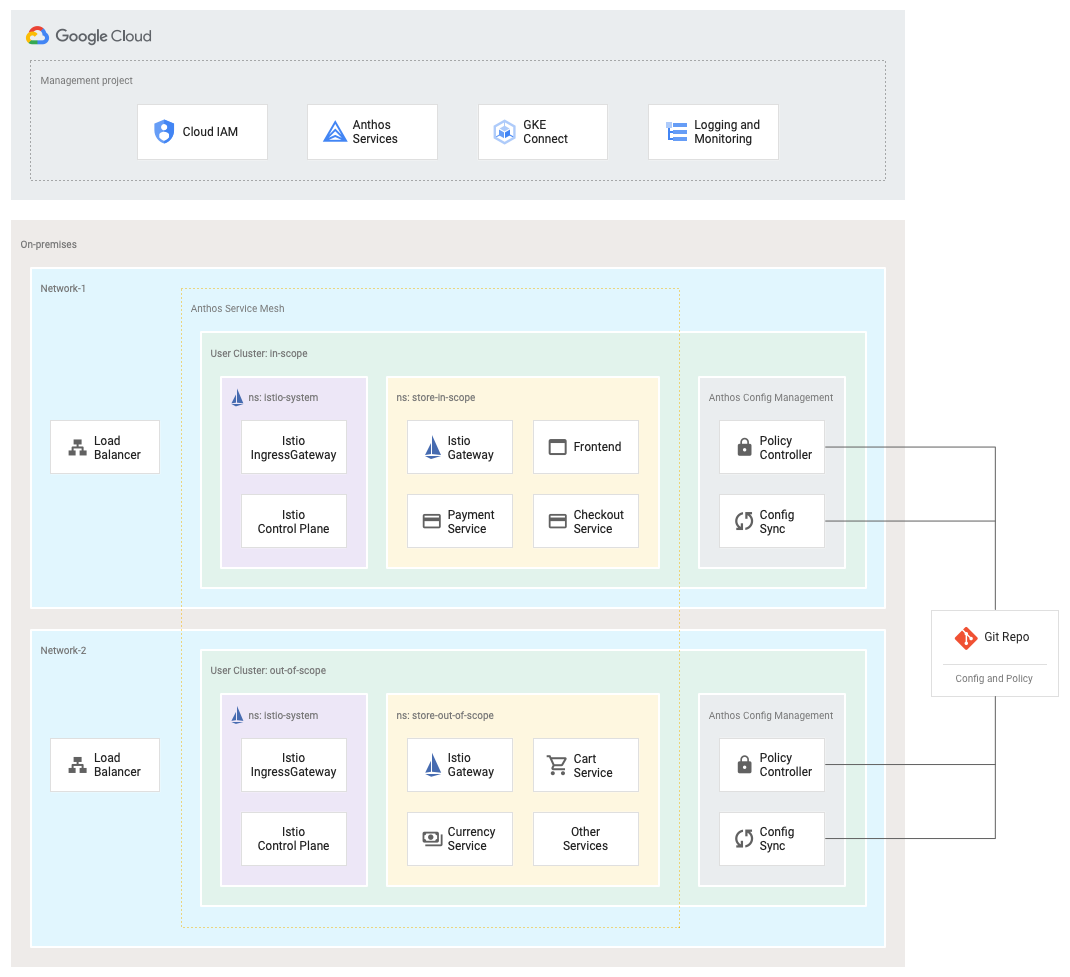 Google Cloud
Management project
Cloud IAM
Anthos
Services
GKE
Connect
Logging and
Monitoring
On-premises
Network-1
Anthos Service Mesh
User Cluster: in-scope
ns: istio-system
ns: store-in-scope
Anthos Config Management
Load
Balancer
Istio
IngressGateway
Istio
Gateway
Frontend
Policy
Controller
Istio
Control Plane
Payment
Service
Checkout
Service
Config
Sync
Git Repo
Config and Policy
Network-2
User Cluster: out-of-scope
ns: istio-system
ns: store-out-of-scope
Anthos Config Management
Load
Balancer
Istio
IngressGateway
Istio
Gateway
Cart
Service
Policy
Controller
Istio
Control Plane
Currency
Service
Other
Services
Config
Sync